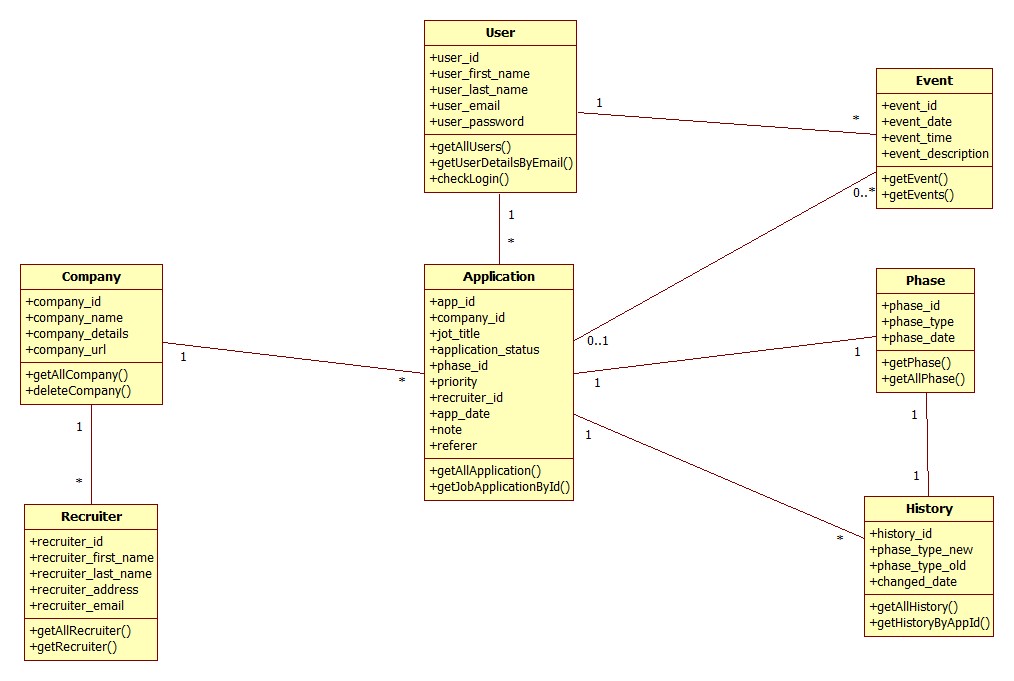 User
+user_id
+user_first_name
+user_last_name
+user_email
+user_password
+getAllUsers()
+getUserDetailsByEmail()
+checkLogin()
1
*
Event
+event_id
+event_date
+event_time
+event_description
+getEvent()
+getEvents()
0..*
0..1
1
*
Company
+company_id
+company_name
+company_details
+company_url
+getAllCompany()
+deleteCompany()
1
*
Application
+app_id
+company_id
+jot_title
+application_status
+phase_id
+priority
+recruiter_id
+app_date
+note
+referer
+getAllApplication()
+getJobApplicationById()
1
1
Phase
+phase_id
+phase_type
+phase_date
+getPhase()
+getAllPhase()
1
1
1
*
1
*
Recruiter
+recruiter_id
+recruiter_first_name
+recruiter_last_name
+recruiter_address
+recruiter_email
+getAllRecruiter()
+getRecruiter()
History
+history_id
+phase_type_new
+phase_type_old
+changed_date
+getAllHistory()
+getHistoryByAppId()